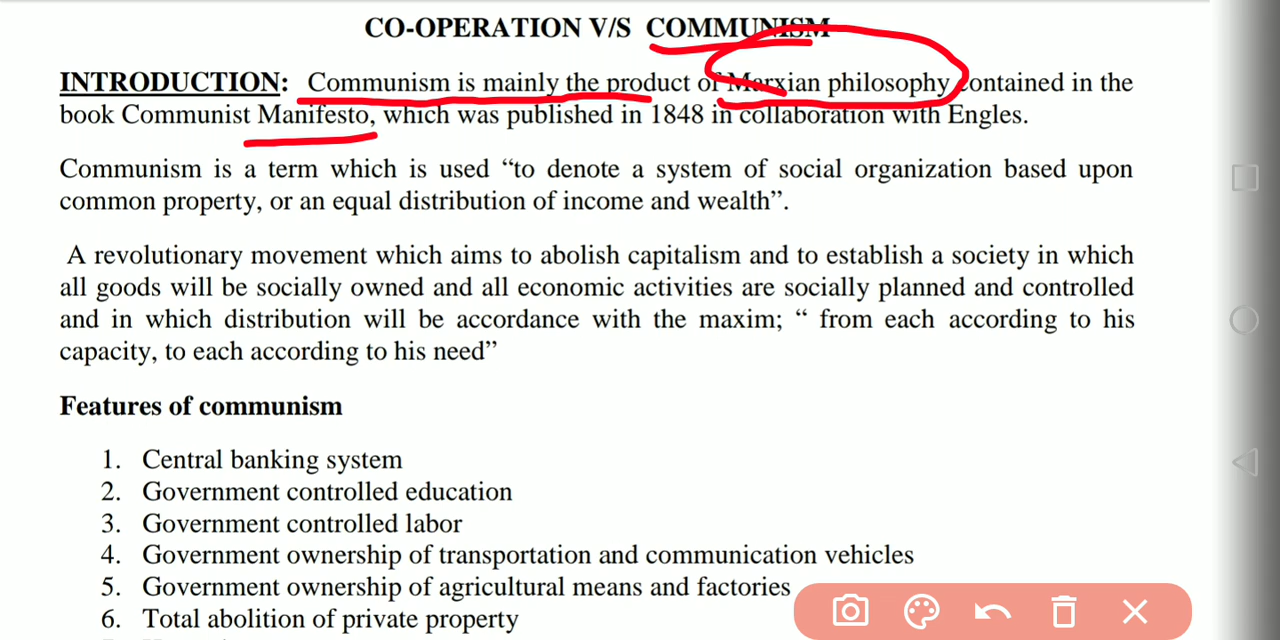 CO-OPERATION V/S COMMUNISM
INTRODUCTION: Communism is mainly the product of Marxian philosophy contained in the
book Communist Manifesto, which was published in 1848 in collaboration with Engles.
Communism is a term which is used “to denote a system of social organization based upon
common property, or an equal distribution of income and wealth”.
A revolutionary movement which aims to abolish capitalism and to establish a society in which
all goods will be socially owned and all economic activities are socially planned and controlled
and in which distribution will be accordance with the maxim; “ from each according to his
capacity, to each according to his need”
Features of communism
1. Central banking system
2. Government controlled education
3. Government controlled labor
4. Government ownership of transportation and communication vehicles
5. Government ownership of agricultural means and factories
6. Total abolition of private property